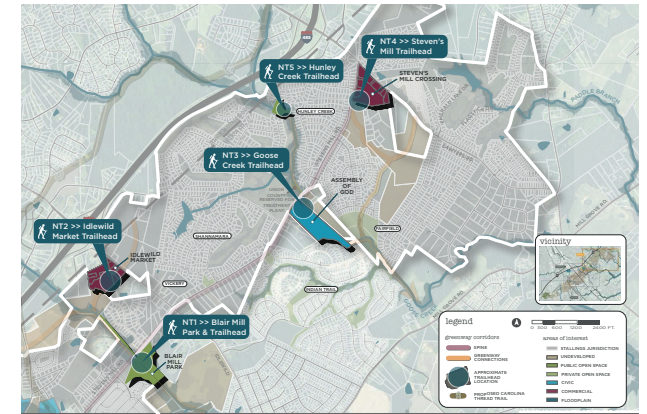 NT4 >> Steven's
Mill Trailhead
NT5 >> Hunley
Creek Trailhead
STEVEN'S
MILL CROSSING
HUNLEY CREEK
NT3 >> Goose
Creek Trailhead
ASSEMBLY
OF
GOD
NT2 >> Idlewild
Market Trailhead
SHANNAMARA
FAIRFIELD
IDLEWILD
MARKET
VICKERY
INDIAN TRAIL
NT1 >> Blair Mill
Park & Trailhead
BLAIR
MILL
PARK
vicinity
legend
0 300 600 1200 2400 FT.
greenway corridors
SPINE
GREENWAY
CONNECTIONS
APPROXIMATE
TRAILHEAD
LOCATION
PROPOSED CAROLINA
THREAD TRAIL
areas of interest
STALLINGS JURISDICTION
UNDEVELOPED
PUBLIC OPEN SPACE
PRIVATE OPEN SPACE
CIVIC
COMMERCIAL
FLOODPLAIN